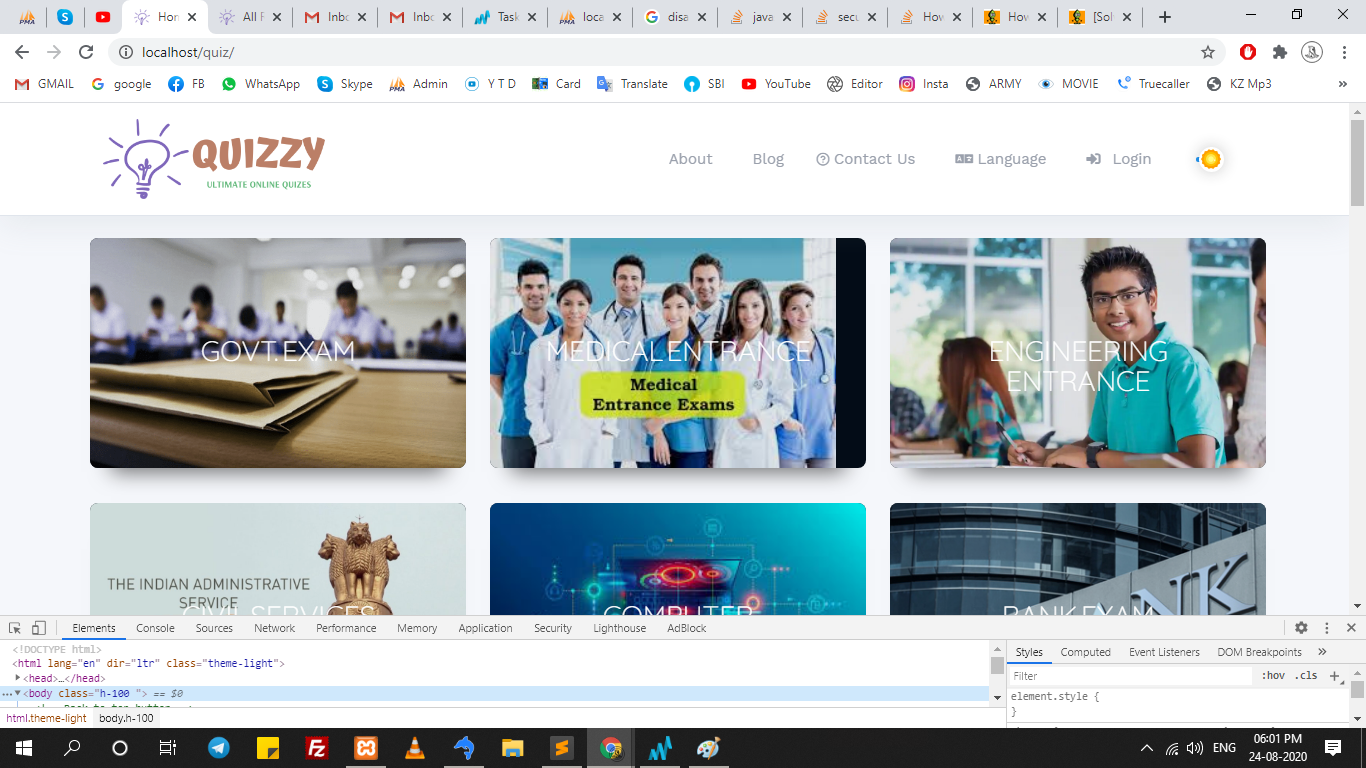 Hor
All F
Inbo
Inbo
Task
loca
disa
java
secu
How
How
[Sol
localhost/quiz/
GMAIL google FB WhatsApp Skype Admin Y T D Card Translate SBI YouTube Editor Insta ARMY MOVIE Truecaller KZ Mp3 »
QUIZZY
ULTIMATE ONLINE QUIZES
About Blog Contact Us Language Login
GOVT.EXAM
MEDICAL ENTRANCE
Medical
Entrance Exams
ENGINEERING
ENTRANCE
THE INDIAN ADMINISTRATIVE
SERVICE
CIVIL SERVICES
COMPUTER
BANK EXAM
NK
Elements Console Sources Network Performance Memory Application Security Lighthouse AdBlock
<!DOCTYPE html>
<html lang="en" dir="ltr" class="theme-light">
<head>…</head>
<body class="h-100 "> == $0
html.theme-light body.h-100
Styles Computed Event Listeners DOM Breakpoints »
Filter :hov .cls +
element.style {
}
ENG
06:01 PM
24-08-2020